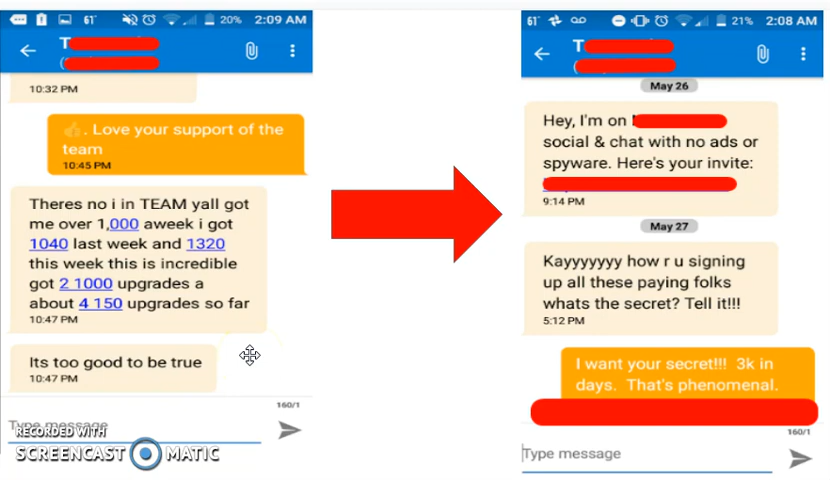 61° 20% 2:09 AM
T
(
10:32 PM
👍. Love your support of the
team
10:45 PM
Theres no i in TEAM yall got
me over 1,000 aweek i got
1040 last week and 1320
this week this is incredible
got 2 1000 upgrades a
about 4 150 upgrades so far
10:47 PM
Its too good to be true
10:47 PM
160/1
Type message
RECORDED WITH
SCREENCAST MATIC
61° 21% 2:08 AM
T
(
May 26
Hey, I'm on
social & chat with no ads or
spyware. Here's your invite:
9:14 PM
May 27
Kayyyyyyy how r u signing
up all these paying folks
whats the secret? Tell it!!!
5:12 PM
I want your secret!!! 3k in
days. That's phenomenal.
160/1
Type message